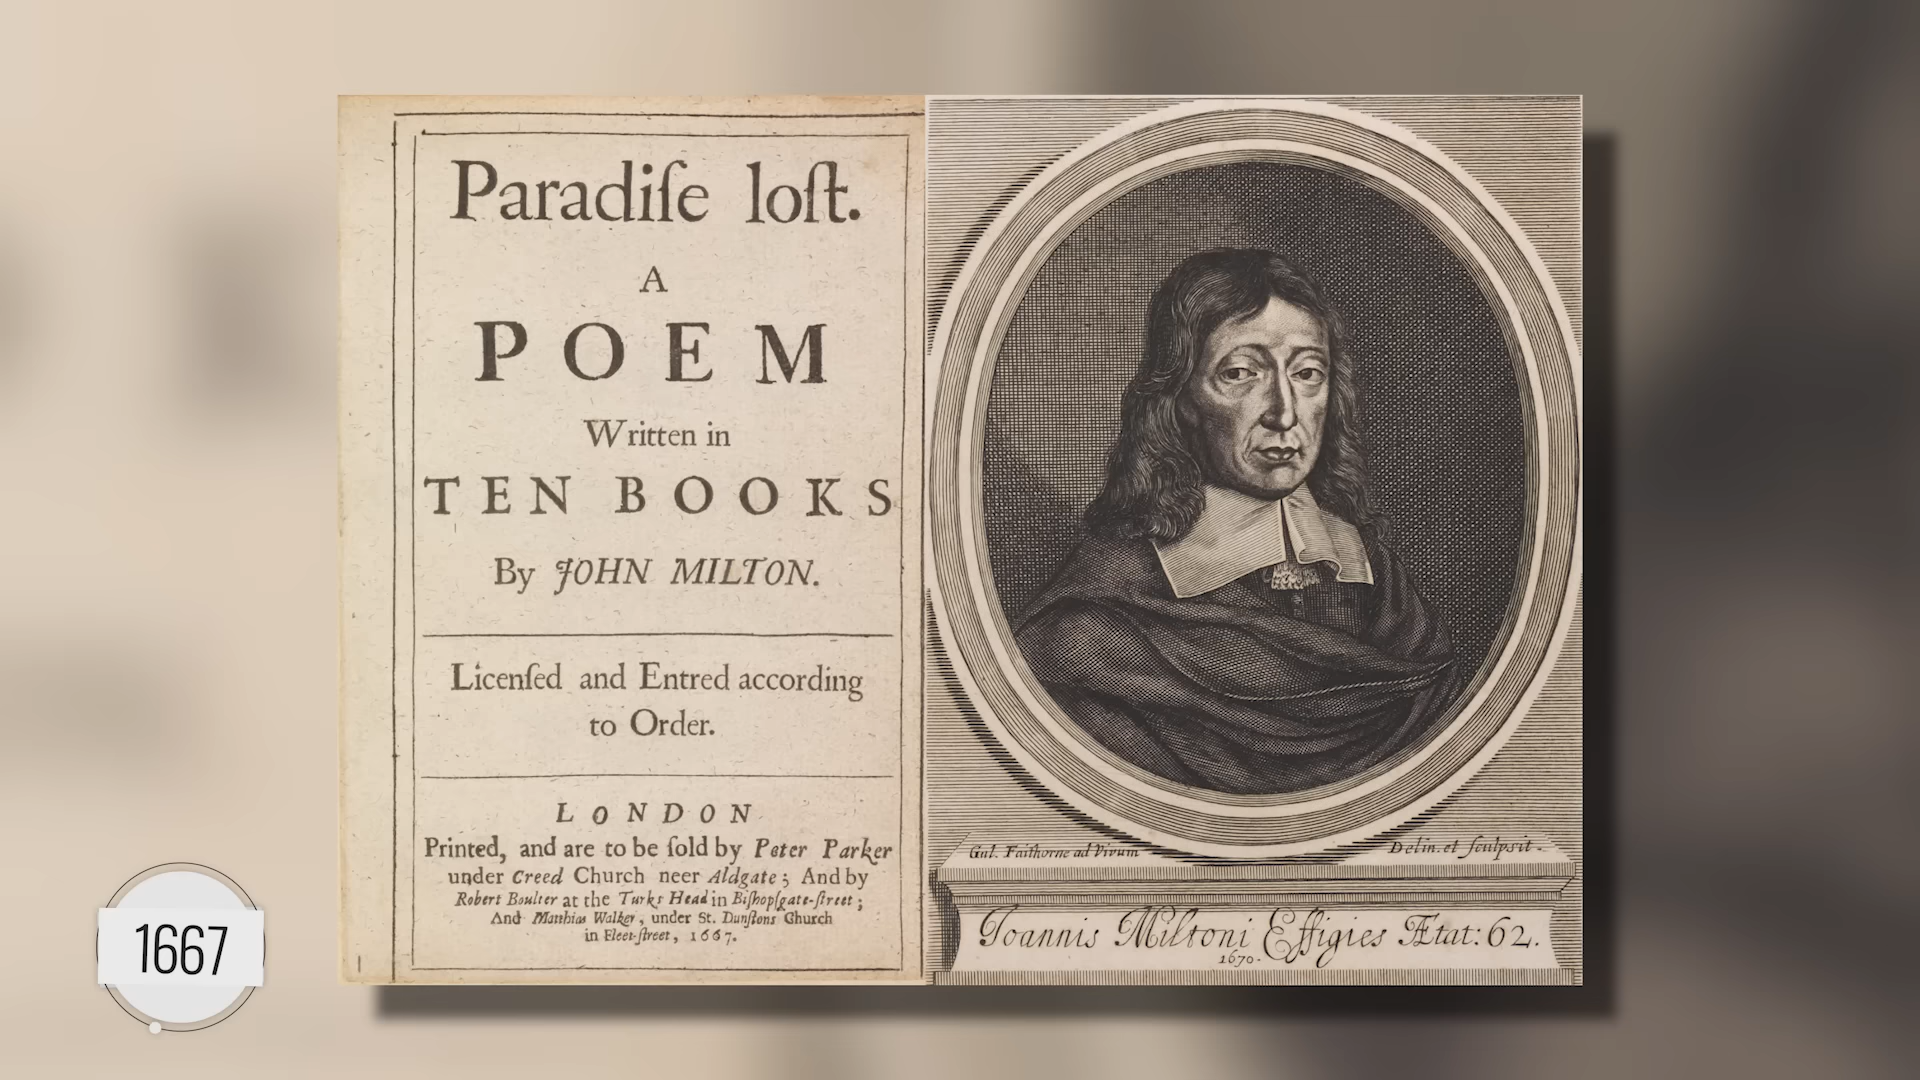 Paradiſe loſt.
A
POEM
Written in
TEN BOOKS
By JOHN MILTON.
Licenſed and Entred according
to Order.
LONDON
Printed, and are to be ſold by Peter Parker
under Creed Church neer Aldgate; And by
Robert Boulter at the Turks Head in Biſhopſgate-ſtreet;
And Matthias Walker, under St. Dunſtons Church
in Fleet-ſtreet, 1667.
Gul. Faithorne ad Vivum Delin. et ſculpsit.
Joannis Miltoni Effigies Ætat: 62.
1670.
1667